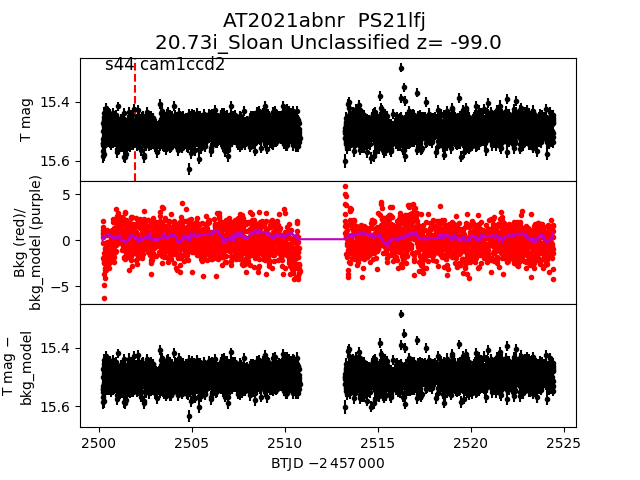 AT2021abnr  PS21lfj
20.73i_Sloan Unclassified z= -99.0
s44 cam1ccd2
T mag
15.4
15.6
Bkg (red)/
bkg_model (purple)
5
0
−5
T mag −
bkg_model
15.4
15.6
2500
2505
2510
2515
2520
2525
BTJD −2 457 000